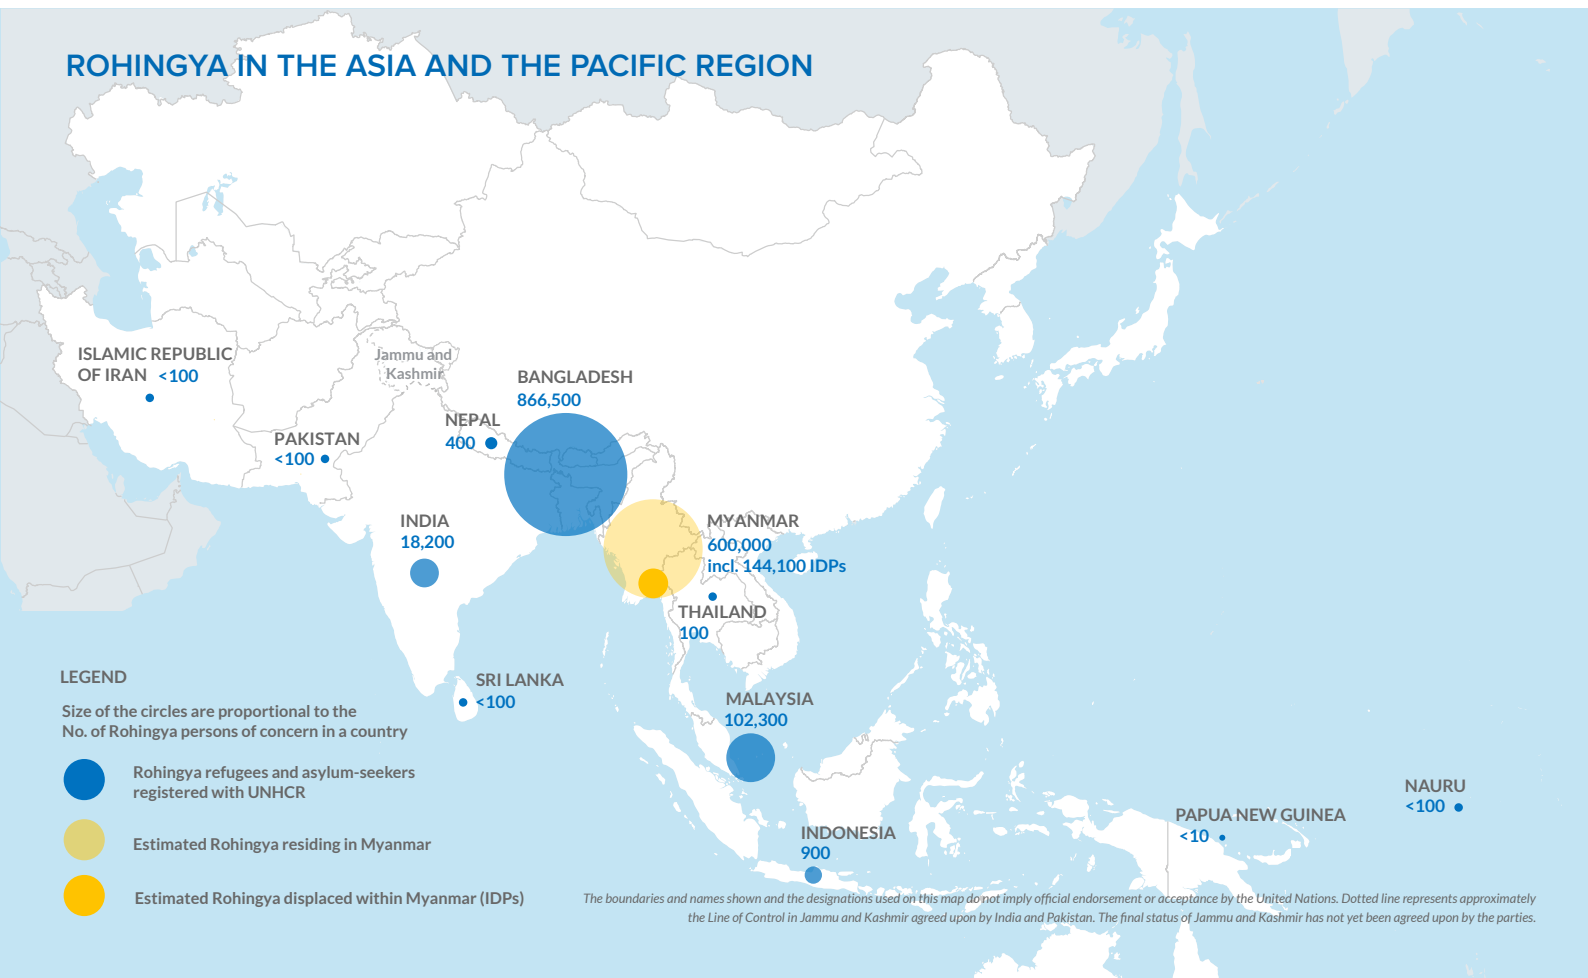 ROHINGYA IN THE ASIA AND THE PACIFIC REGION
ISLAMIC REPUBLIC
OF IRAN <100
Jammu and
Kashmir
BANGLADESH
866,500
NEPAL
400
PAKISTAN
<100
INDIA
18,200
MYANMAR
600,000
incl. 144,100 IDPs
THAILAND
100
SRI LANKA
<100
MALAYSIA
102,300
INDONESIA
900
PAPUA NEW GUINEA
<10
NAURU
<100
LEGEND
Size of the circles are proportional to the
No. of Rohingya persons of concern in a country
Rohingya refugees and asylum-seekers
registered with UNHCR
Estimated Rohingya residing in Myanmar
Estimated Rohingya displaced within Myanmar (IDPs)
The boundaries and names shown and the designations used on this map do not imply official endorsement or acceptance by the United Nations. Dotted line represents approximately
the Line of Control in Jammu and Kashmir agreed upon by India and Pakistan. The final status of Jammu and Kashmir has not yet been agreed upon by the parties.